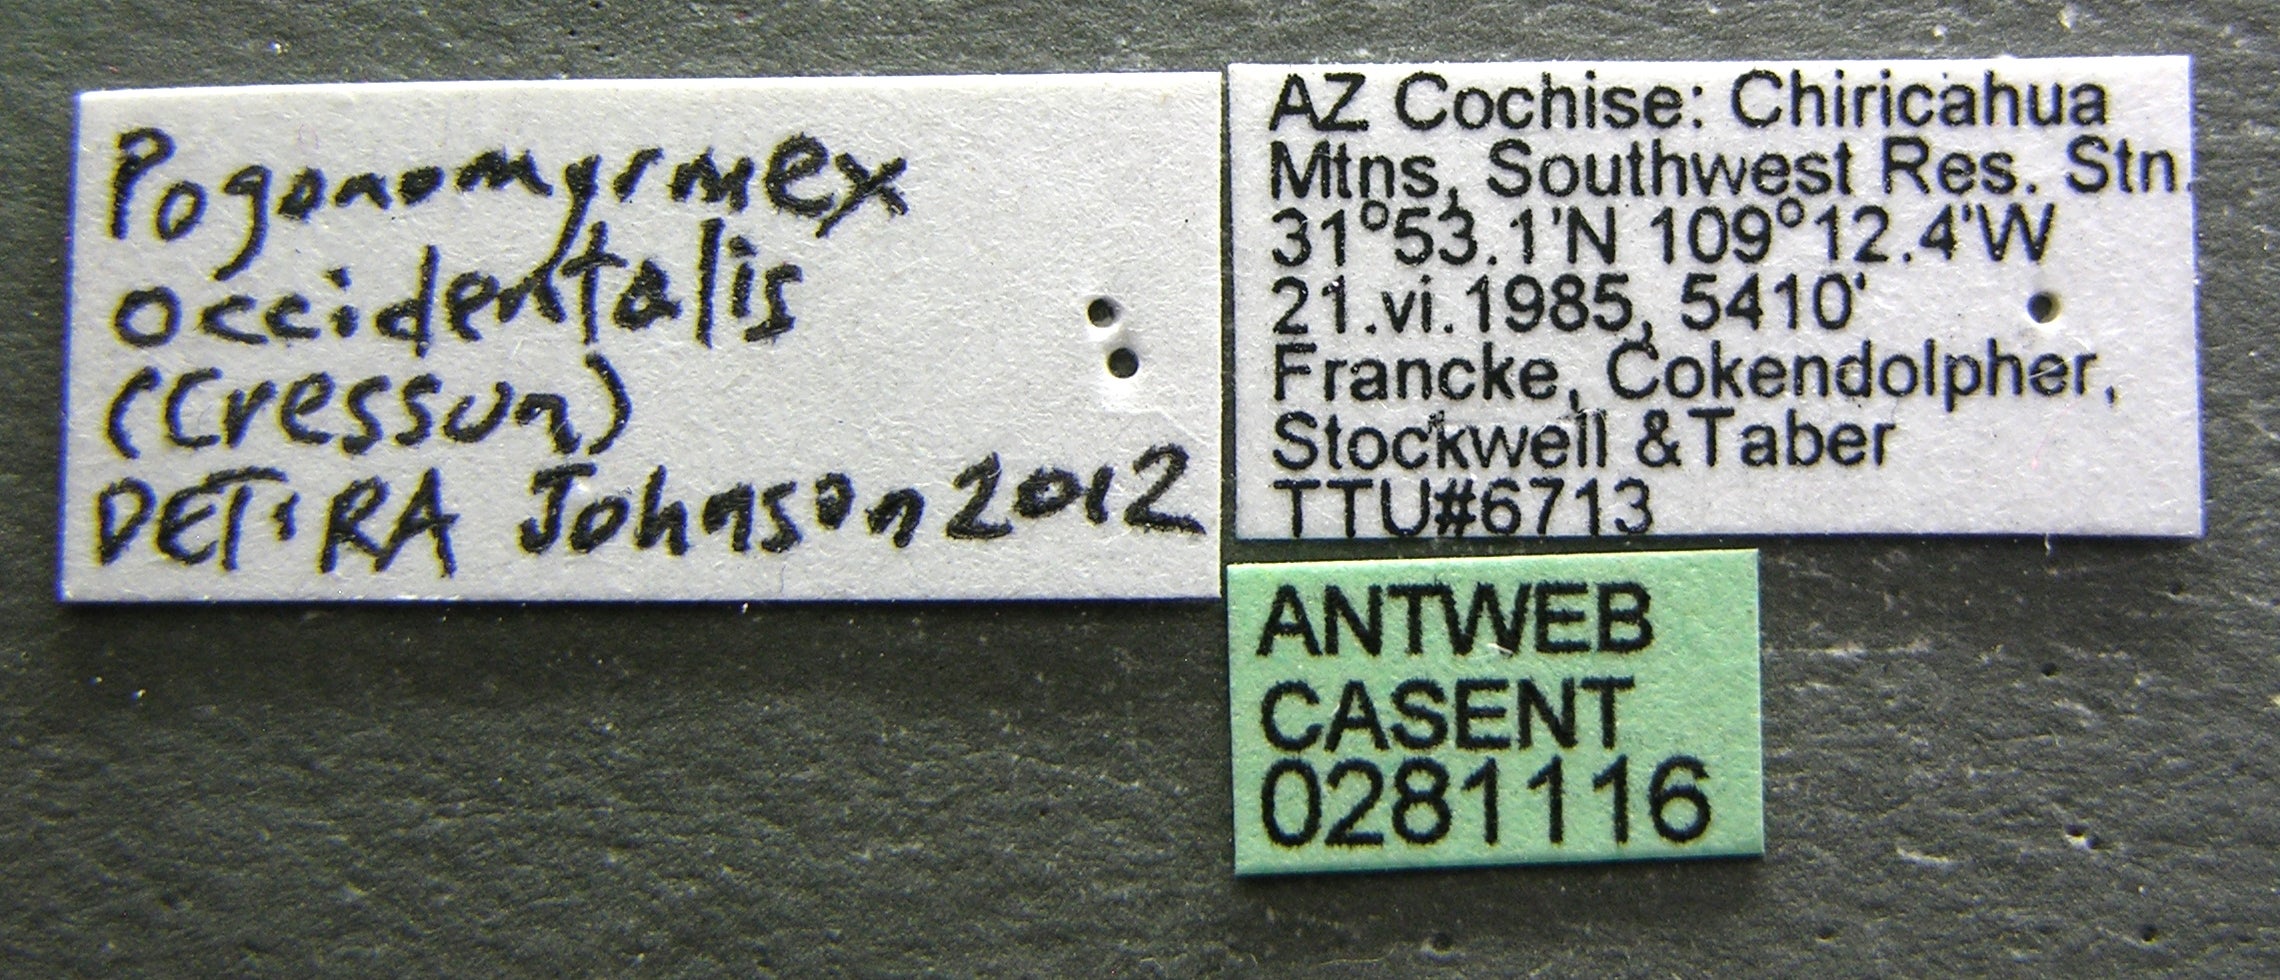 Pogonomyrmex
occidentalis
(Cresson)
DET: RA Johnson 2012
AZ Cochise: Chiricahua
Mtns, Southwest Res. Stn.
31°53.1'N 109°12.4'W
21.vi.1985, 5410'
Francke, Cokendolpher,
Stockwell &Taber
TTU#6713
ANTWEB
CASENT
0281116